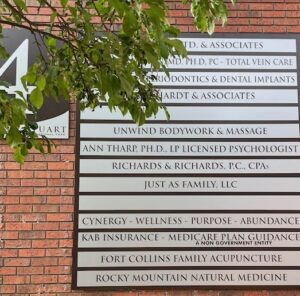 4
UART
TD. & ASSOCIATES
MD, PH.D, PC - TOTAL VEIN CARE
RIODONTICS & DENTAL IMPLANTS
HARDT & ASSOCIATES
UNWIND BODYWORK & MASSAGE
ANN THARP, PH.D., LP LICENSED PSYCHOLOGIST
RICHARDS & RICHARDS, P.C., CPAs
JUST AS FAMILY, LLC
CYNERGY - WELLNESS - PURPOSE - ABUNDANCE
KAB INSURANCE - MEDICARE PLAN GUIDANCE
A NON GOVERNMENT ENTITY
FORT COLLINS FAMILY ACUPUNCTURE
ROCKY MOUNTAIN NATURAL MEDICINE